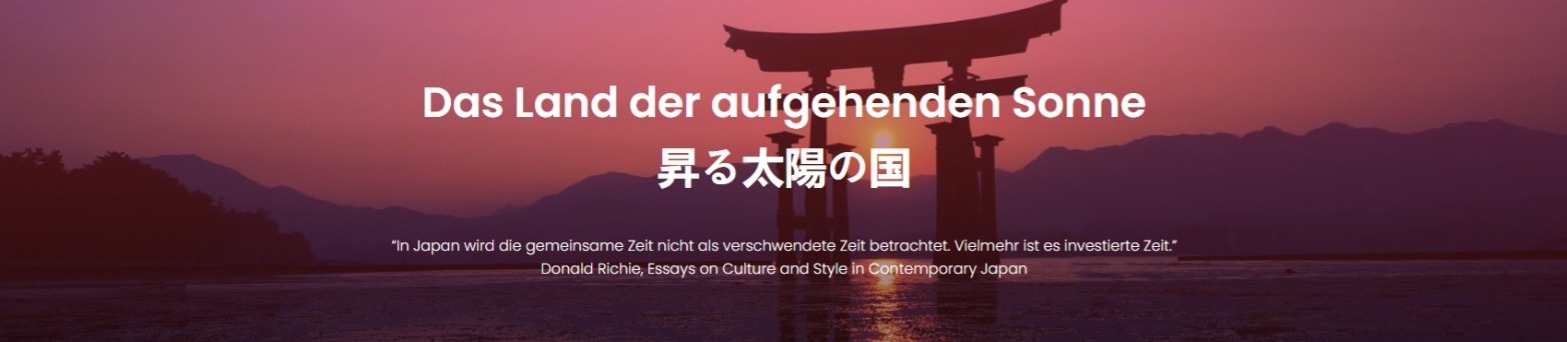 Das Land der aufgehenden Sonne
昇る太陽の国
“In Japan wird die gemeinsame Zeit nicht als verschwendete Zeit betrachtet. Vielmehr ist es investierte Zeit.”
Donald Richie, Essays on Culture and Style in Contemporary Japan